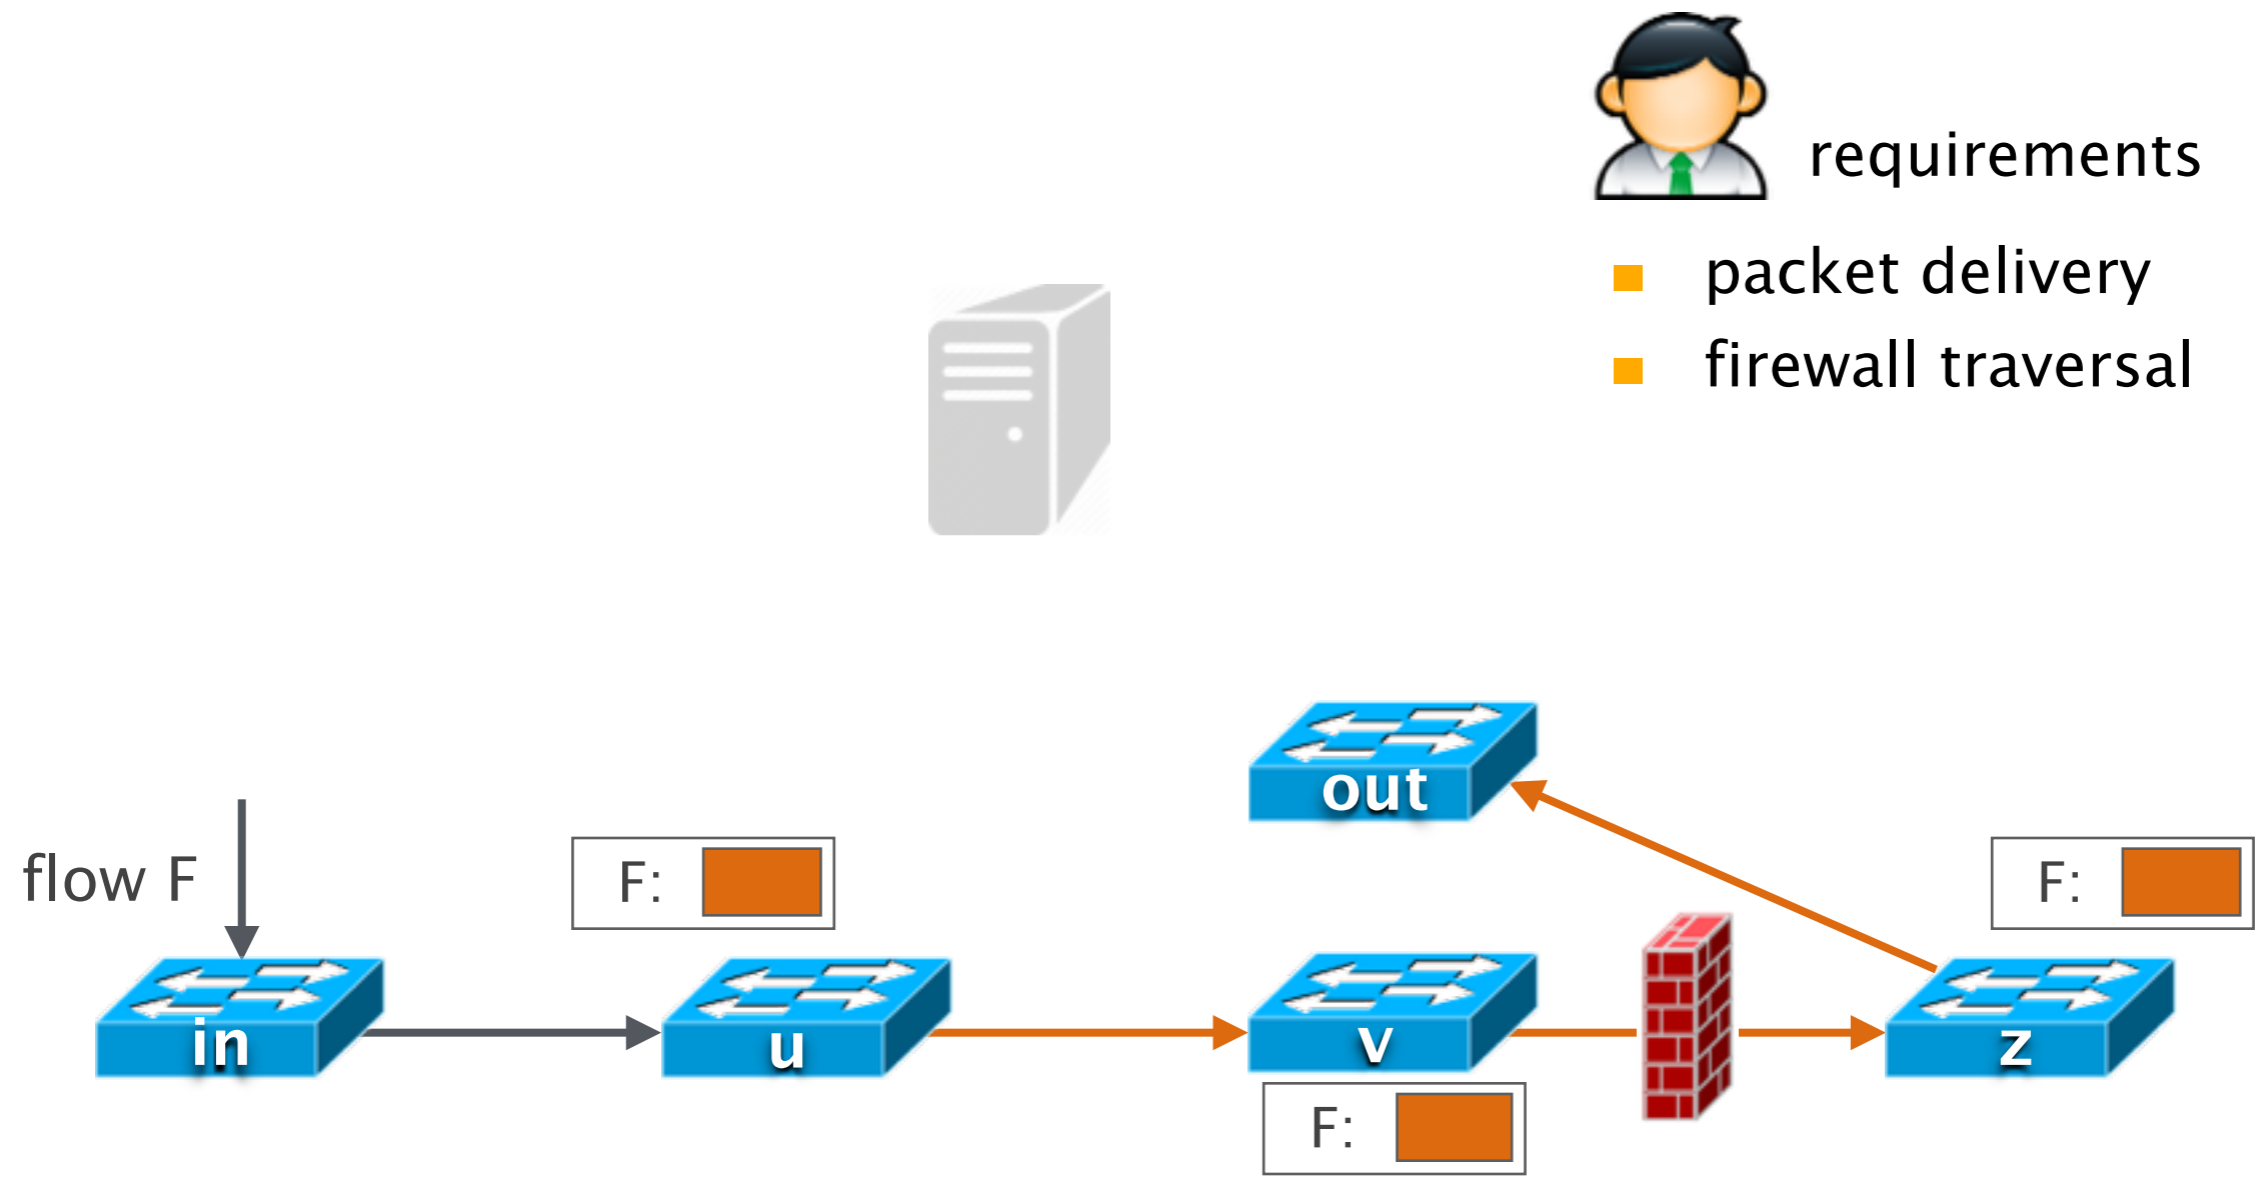 requirements
packet delivery
firewall traversal
out
flow F
F:
F:
in
u
v
z
F: